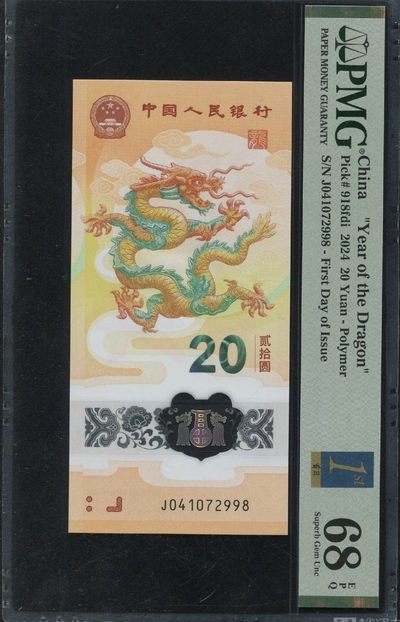 中国人民银行
20
贰拾圆
J041072998
PMG®
PAPER MONEY GUARANTY
China "Year of the Dragon"
Pick# 918fdi 2024 20 Yuan - Polymer
S/N J041072998 - First Day of Issue
1st
68 EPQ
Superb Gem Unc